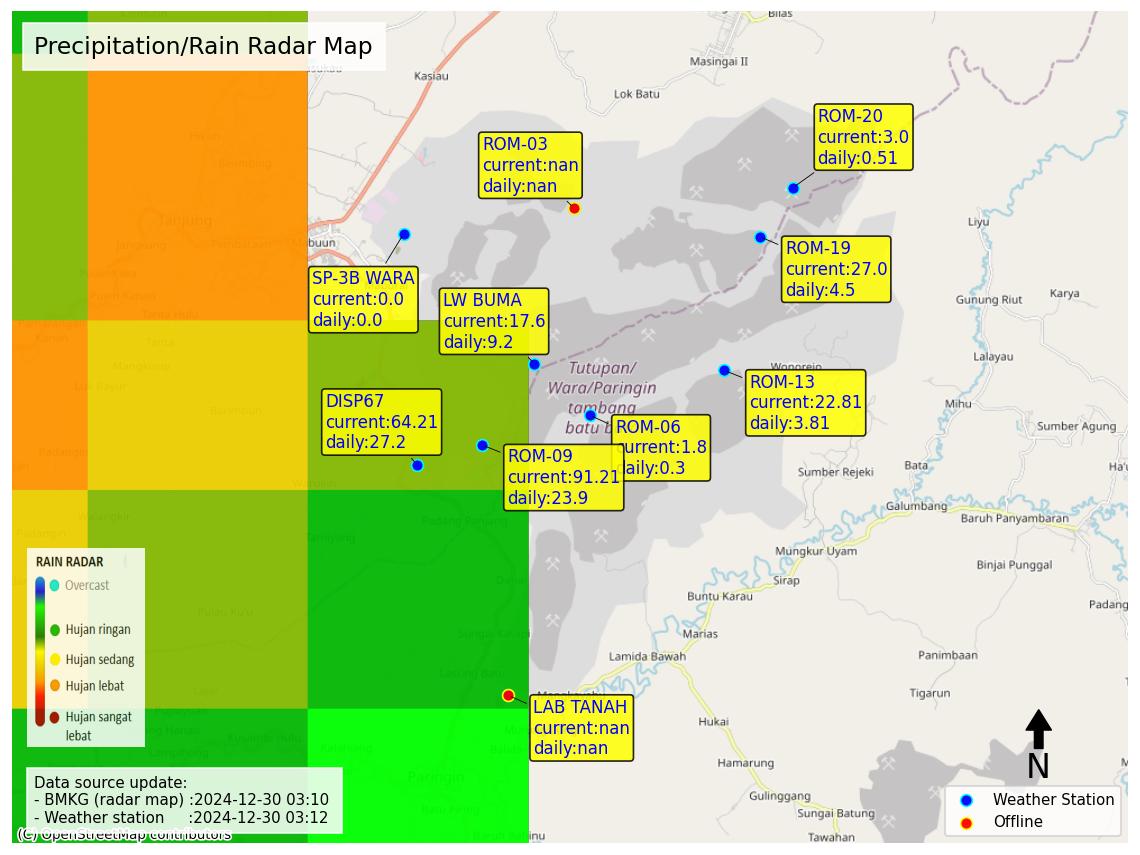 Precipitation/Rain Radar Map
Bilas
Masingai II
Kasiau
Lok Batu
ROM-20
current:3.0
daily:0.51
ROM-03
current:nan
daily:nan
Tanjung
Mabuun
Liyu
ROM-19
current:27.0
daily:4.5
SP-3B WARA
current:0.0
daily:0.0
LW BUMA
current:17.6
daily:9.2
Gunung Riut
Karya
Lalayau
Tutupan/
Wara/Paringin
tambang
batu
Wonorejo
ROM-13
current:22.81
daily:3.81
Mihu
DISP67
current:64.21
daily:27.2
ROM-06
current:1.8
daily:0.3
ROM-09
current:91.21
daily:23.9
Sumber Agung
Sumber Rejeki
Bata
Galumbang
Baruh Panyambaran
Padang Panjang
Mungkur Uyam
Binjai Punggal
Sirap
Buntu Karau
Padang
Marias
Lamida Bawah
Panimbaan
Tigarun
RAIN RADAR
Overcast
Hujan ringan
Hujan sedang
Hujan lebat
Hujan sangat
lebat
LAB TANAH
current:nan
daily:nan
Hukai
Hamarung
Paringin
Gulinggang
Sungai Batung
Tawahan
N
Data source update:
- BMKG (radar map) :2024-12-30 03:10
- Weather station :2024-12-30 03:12
(C) OpenStreetMap contributors
Weather Station
Offline